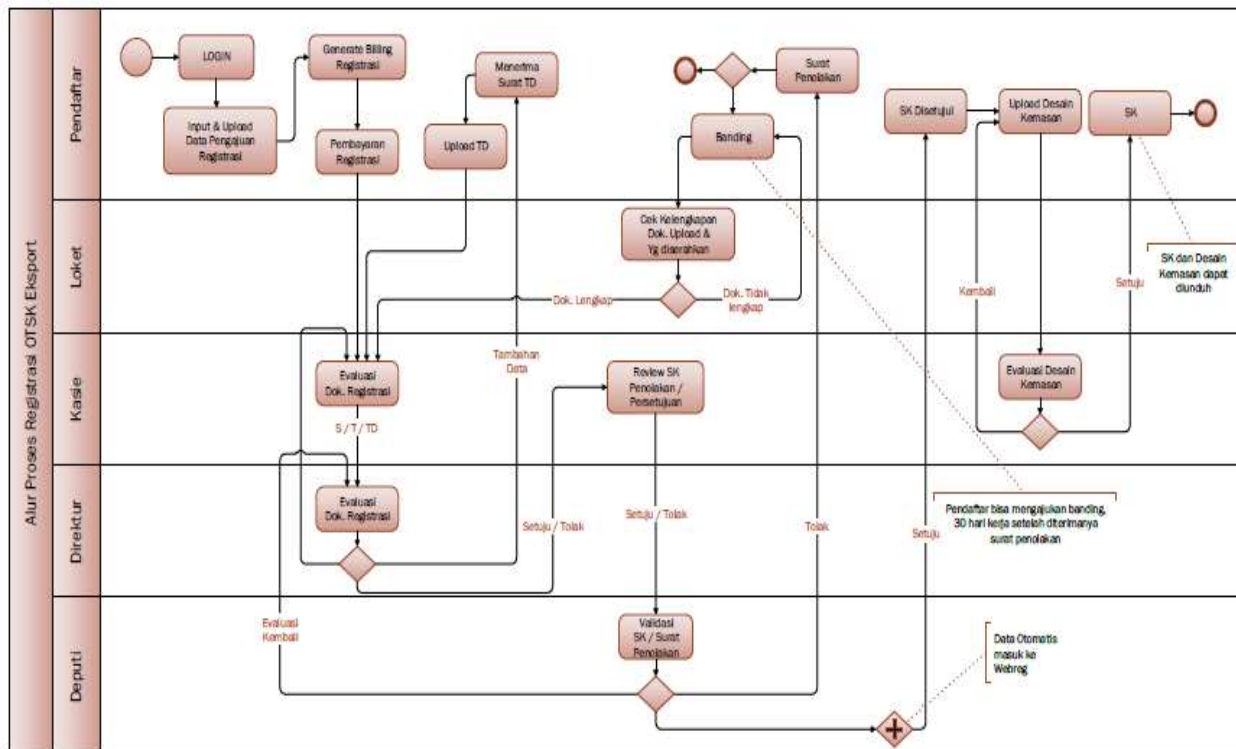 Alur Proses Registrasi OTSK Eksport
Pendaftar
LOGIN
Input & Upload
Data Pengajuan
Registrasi
Generate Billing
Registrasi
Pembayaran
Registrasi
Menerima
Surat TD
Upload TD
Surat
Penolakan
Banding
SK Disetujui
Upload Desain
Kemasan
SK
Loket
Cek Kelengkapan
Dok. Upload &
Yg diserahkan
Dok. Lengkap
Dok. Tidak
lengkap
Kembali
Setuju
SK dan Desain
Kemasan dapat
diunduh
Kasie
Evaluasi
Dok. Registrasi
S / T / TD
Tambahan
Data
Review SK
Penolakan /
Persetujuan
Evaluasi Desain
Kemasan
Direktur
Evaluasi
Dok. Registrasi
Setuju / Tolak
Setuju / Tolak
Tolak
Setuju
Pendaftar bisa mengajukan banding,
30 hari kerja setelah diterimanya
surat penolakan
Deputi
Evaluasi
Kembali
Validasi
SK / Surat
Penolakan
Data Otomatis
masuk ke
Webreg